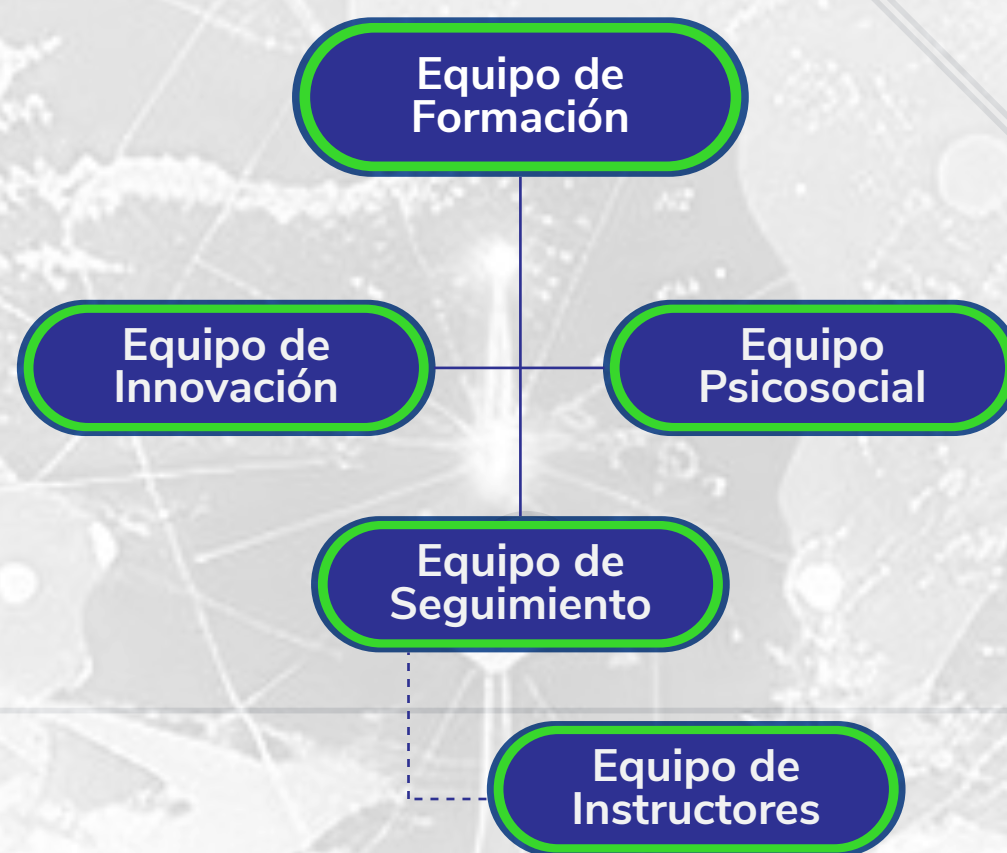 Equipo de
Formación
Equipo de
Innovación
Equipo
Psicosocial
Equipo de
Seguimiento
Equipo de
Instructores